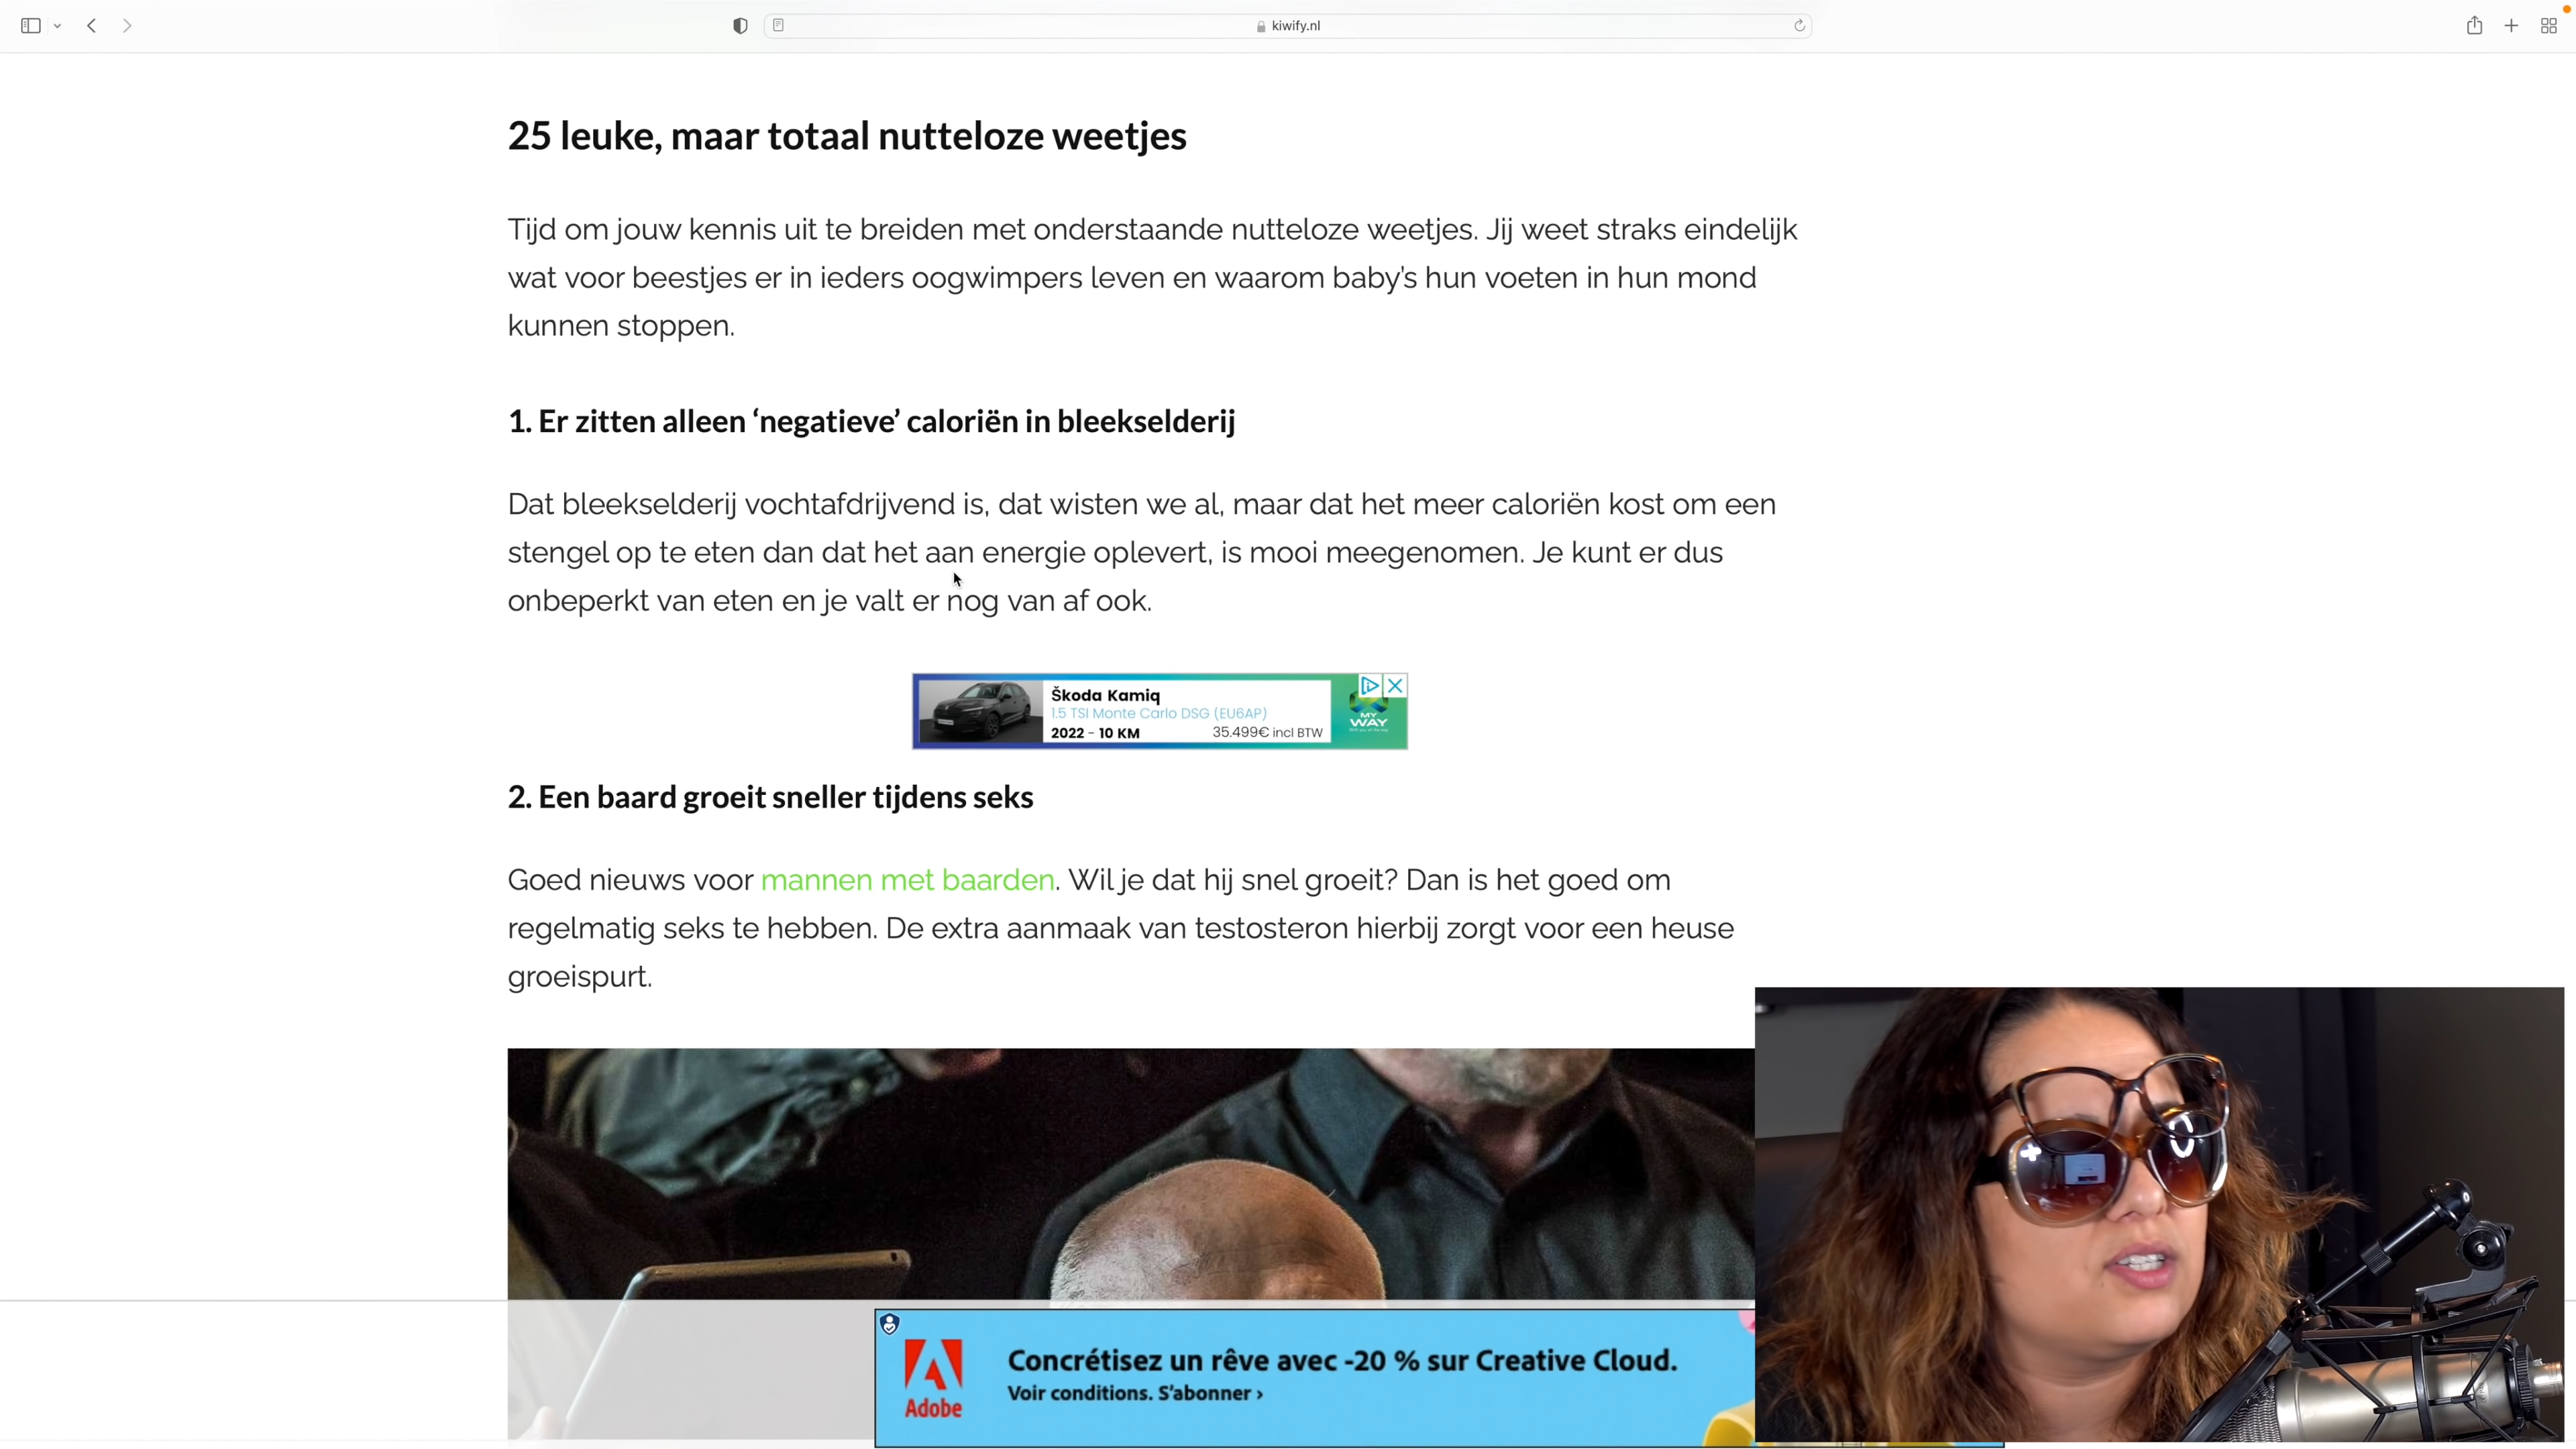 kiwify.nl
25 leuke, maar totaal nutteloze weetjes
Tijd om jouw kennis uit te breiden met onderstaande nutteloze weetjes. Jij weet straks eindelijk
wat voor beestjes er in ieders oogwimpers leven en waarom baby's hun voeten in hun mond
kunnen stoppen.
1. Er zitten alleen ‘negatieve’ caloriën in bleekselderij
Dat bleekselderij vochtafdrijvend is, dat wisten we al, maar dat het meer caloriën kost om een
stengel op te eten dan dat het aan energie oplevert, is mooi meegenomen. Je kunt er dus
onbeperkt van eten en je valt er nog van af ook.
Škoda Kamiq
1.5 TSI Monte Carlo DSG (EU6AP)
2022 - 10 KM 35.499€ incl BTW
MY
WAY
2. Een baard groeit sneller tijdens seks
Goed nieuws voor mannen met baarden. Wil je dat hij snel groeit? Dan is het goed om
regelmatig seks te hebben. De extra aanmaak van testosteron hierbij zorgt voor een heuse
groeispurt.
Adobe
Concrétisez un rêve avec -20 % sur Creative Cloud.
Voir conditions. S'abonner ›